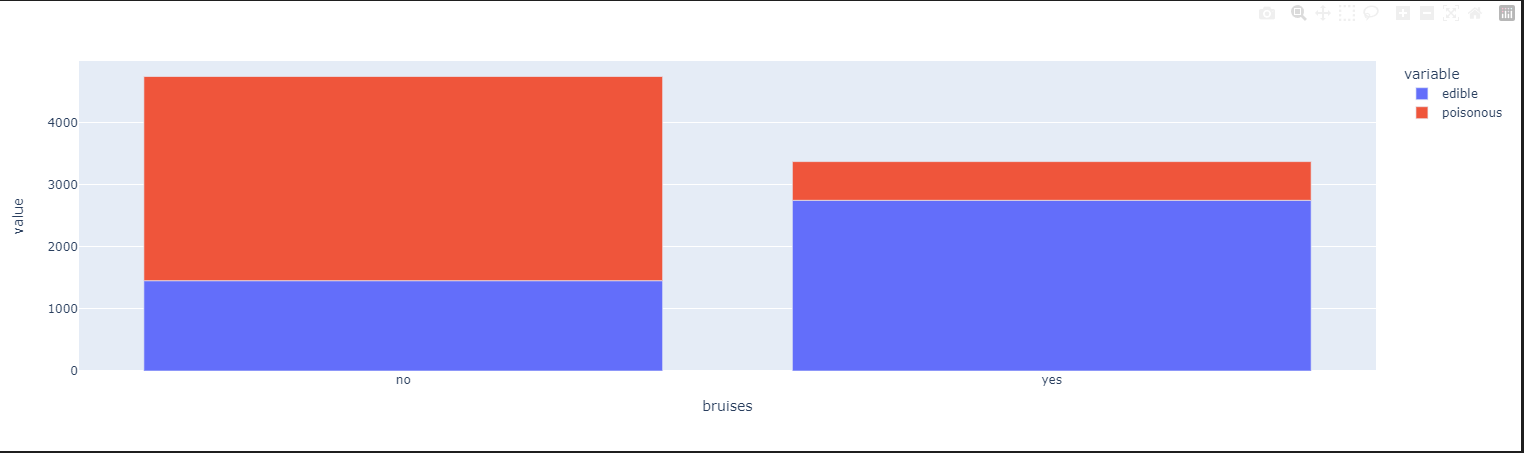 variable
edible
poisonous
4000
3000
2000
1000
0
value
no
yes
bruises